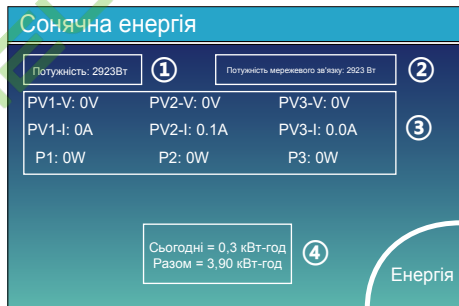 Сонячна енергія
Потужність: 2923Вт ① Потужність мережевого зв'язку: 2923 Вт ②
PV1-V: 0V PV2-V: 0V PV3-V: 0V
PV1-I: 0A PV2-I: 0.1A PV3-I: 0.0A ③
P1: 0W P2: 0W P3: 0W
Сьогодні = 0,3 кВт-год ④
Разом = 3,90 кВт-год
Енергія